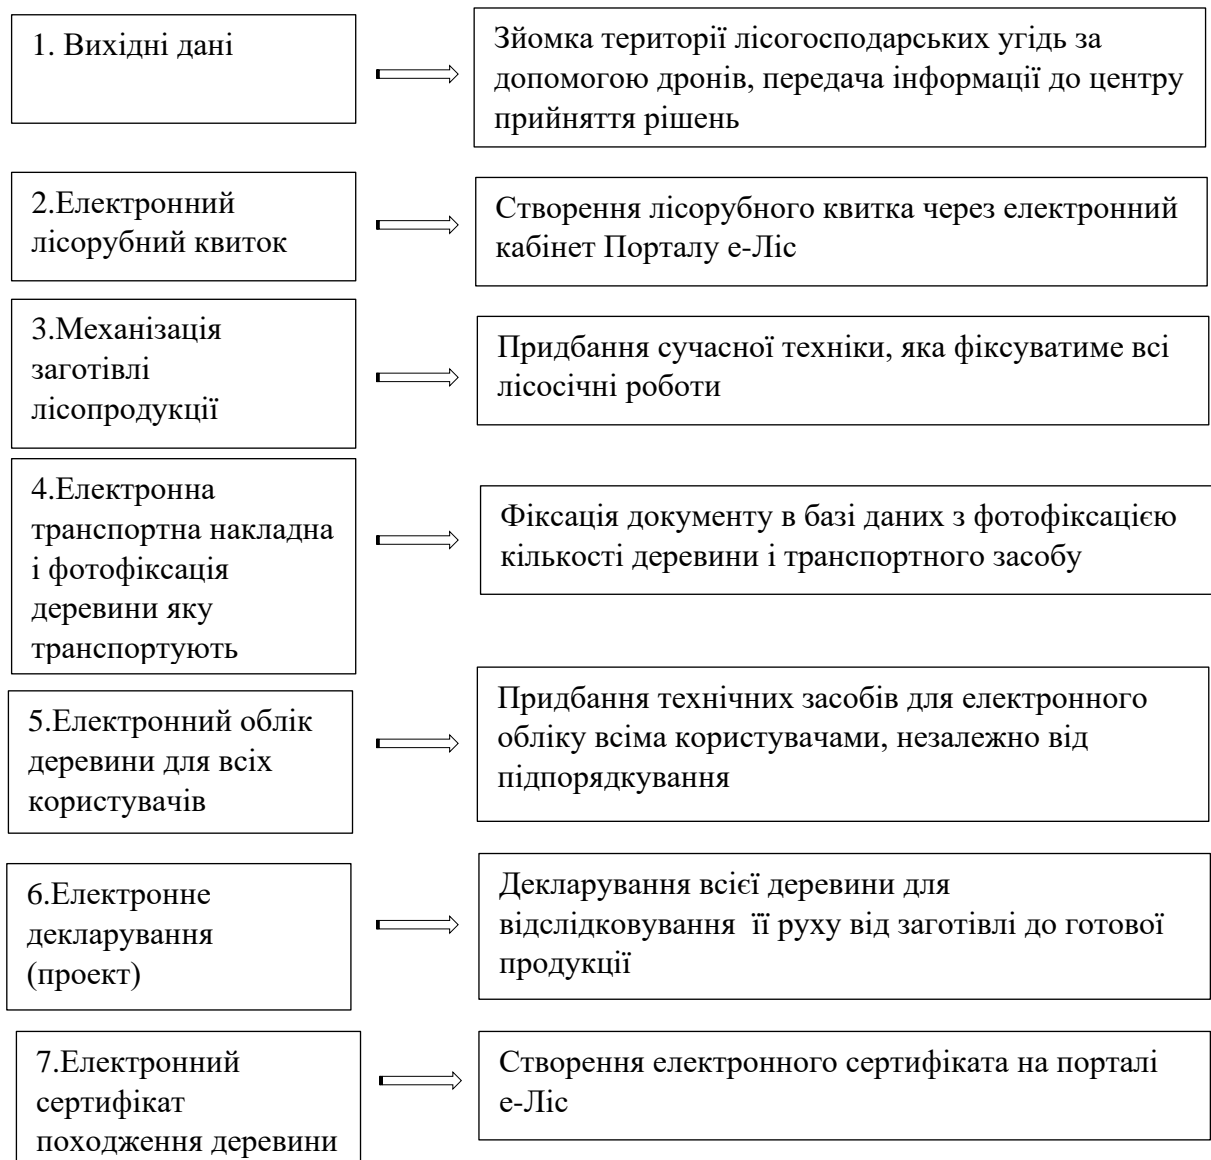 1. Вихідні дані
Зйомка території лісогосподарських угідь за
допомогою дронів, передача інформації до центру
прийняття рішень
2.Електронний
лісорубний квиток
Створення лісорубного квитка через електронний
кабінет Порталу е-Ліс
3.Механізація
заготівлі
лісопродукції
Придбання сучасної техніки, яка фіксуватиме всі
лісосічні роботи
4.Електронна
транспортна накладна
і фотофіксація
деревини яку
транспортують
Фіксація документу в базі даних з фотофіксацією
кількості деревини і транспортного засобу
5.Електронний облік
деревини для всіх
користувачів
Придбання технічних засобів для електронного
обліку всіма користувачами, незалежно від
підпорядкування
6.Електронне
декларування
(проект)
Декларування всієї деревини для
відслідковування  її руху від заготівлі до готової
продукції
7.Електронний
сертифікат
походження деревини
Створення електронного сертифіката на порталі
е-Ліс